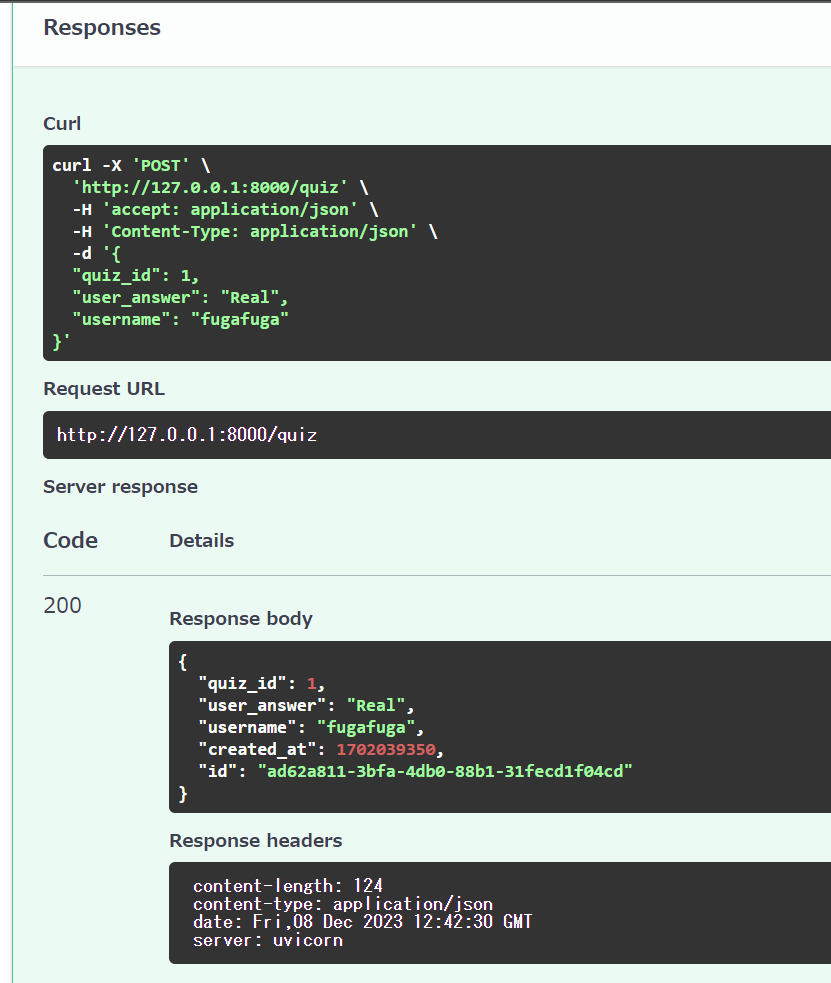 Responses
Curl
curl -X 'POST' \
  'http://127.0.0.1:8000/quiz' \
  -H 'accept: application/json' \
  -H 'Content-Type: application/json' \
  -d '{
  "quiz_id": 1,
  "user_answer": "Real",
  "username": "fugafuga"
}'
Request URL
http://127.0.0.1:8000/quiz
Server response
Code Details
200
Response body
{
  "quiz_id": 1,
  "user_answer": "Real",
  "username": "fugafuga",
  "created_at": 1702039350,
  "id": "ad62a811-3bfa-4db0-88b1-31fecd1f04cd"
}
Response headers
content-length: 124
content-type: application/json
date: Fri,08 Dec 2023 12:42:30 GMT
server: uvicorn